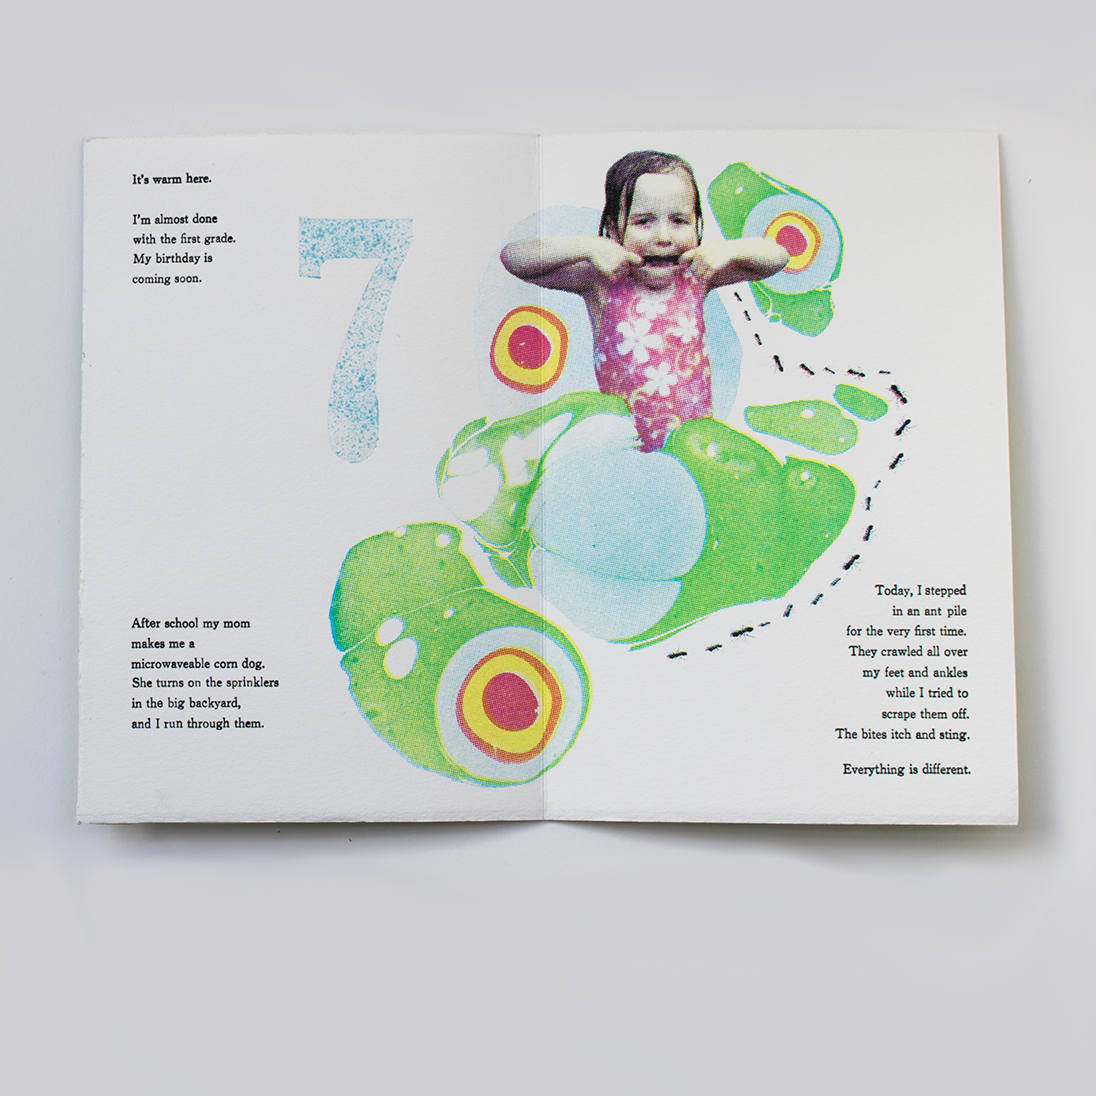 It's warm here.
I'm almost done
with the first grade.
My birthday is
coming soon.
7
After school my mom
makes me a
microwaveable corn dog.
She turns on the sprinklers
in the big backyard,
and I run through them.
Today, I stepped
in an ant pile
for the very first time.
They crawled all over
my feet and ankles
while I tried to
scrape them off.
The bites itch and sting.
Everything is different.